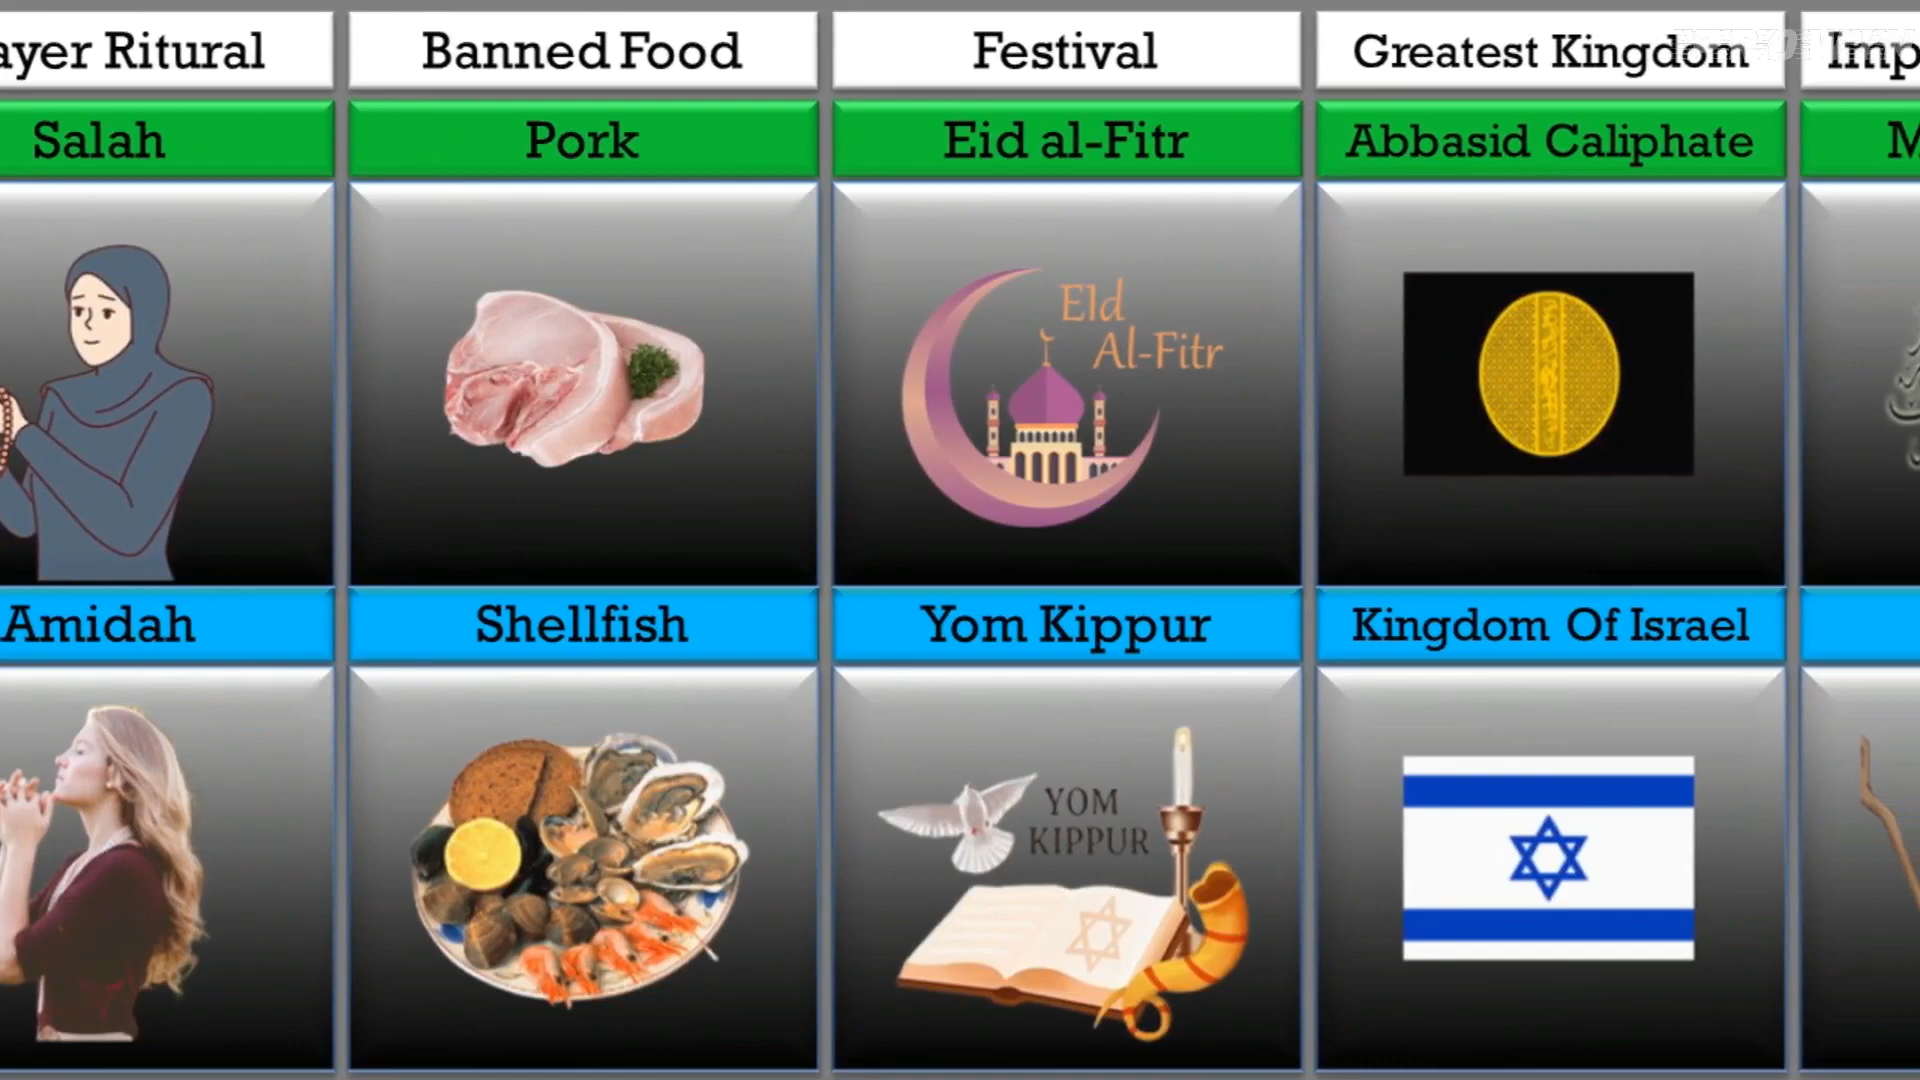 ayer Ritural
Banned Food
Festival
Greatest Kingdom
Imp
Salah
Pork
Eid al-Fitr
Abbasid Caliphate
M
EId
Al-Fitr
Amidah
Shellfish
Yom Kippur
Kingdom Of Israel
YOM
KIPPUR